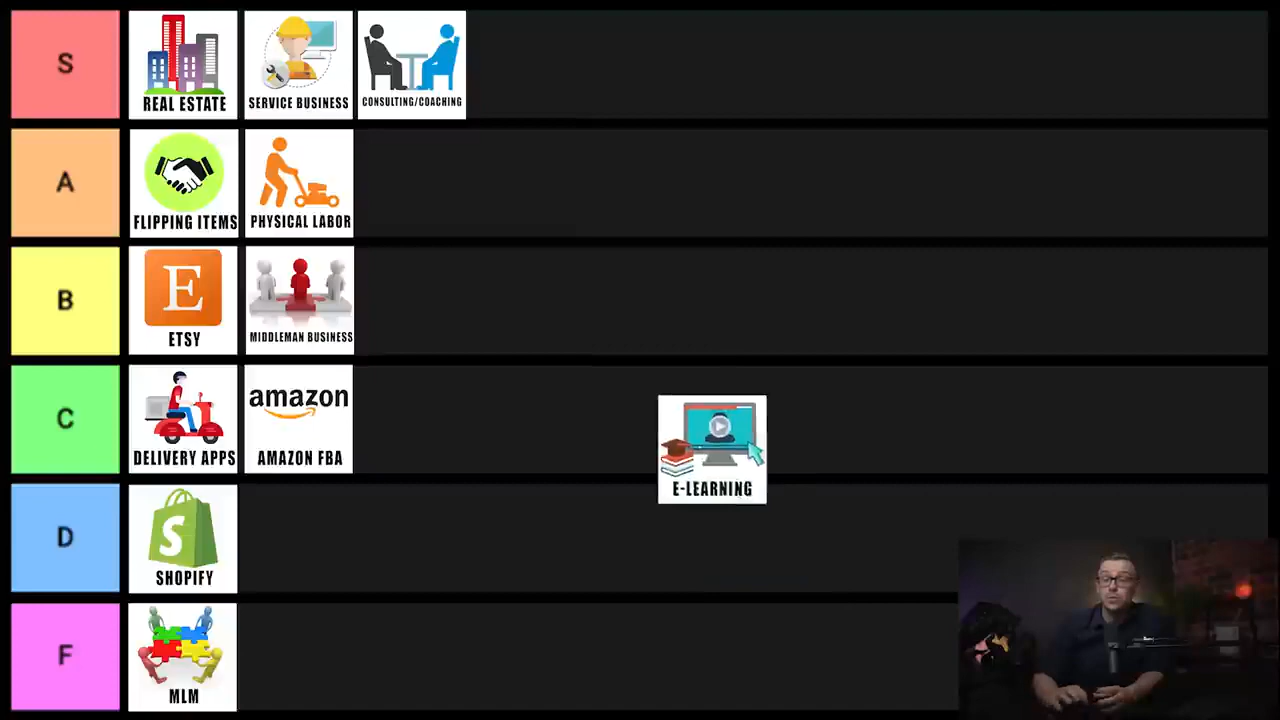 S
REAL ESTATE
SERVICE BUSINESS
CONSULTING/COACHING
A
FLIPPING ITEMS
PHYSICAL LABOR
B
E
ETSY
MIDDLEMAN BUSINESS
C
DELIVERY APPS
amazon
AMAZON FBA
E-LEARNING
D
S
SHOPIFY
F
MLM